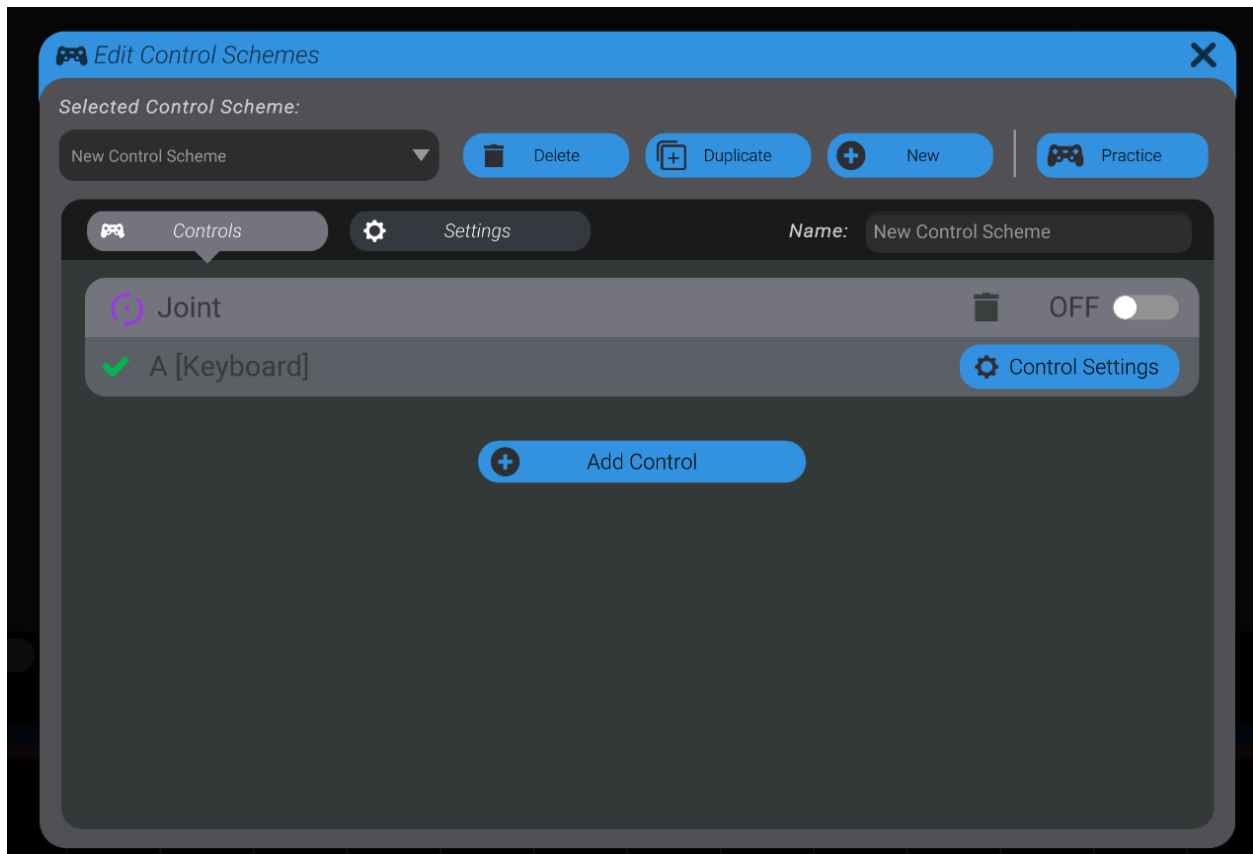 Edit Control Schemes
Selected Control Scheme:
New Control Scheme
Delete
Duplicate
New
Practice
Controls
Settings
Name:
New Control Scheme
Joint
OFF
A [Keyboard]
Control Settings
Add Control